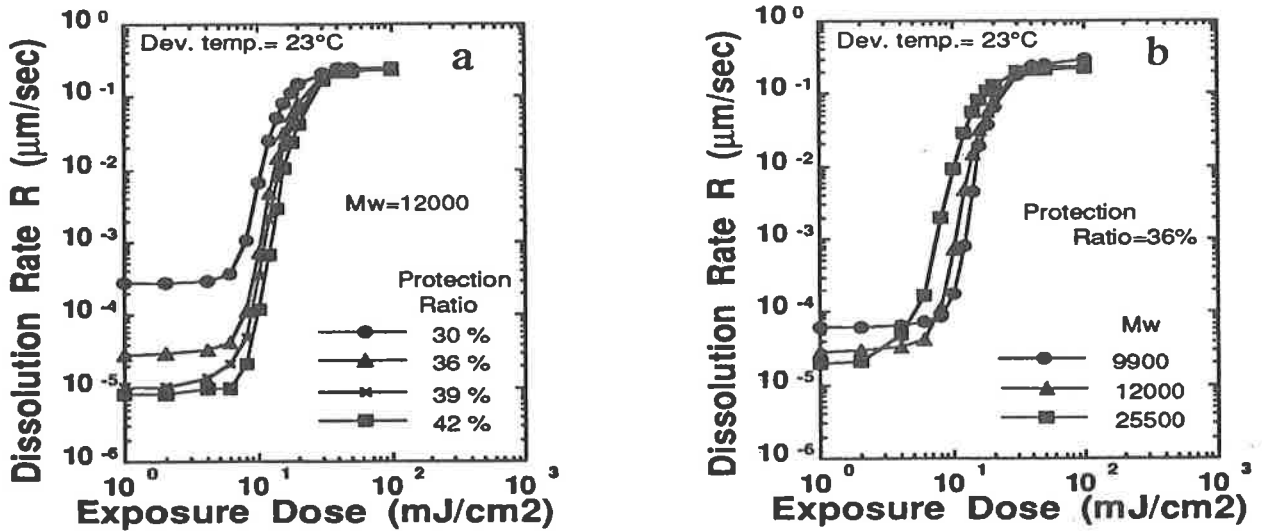 Dissolution Rate R (µm/sec)
10 0
10 -1
10 -2
10 -3
10 -4
10 -5
10 -6
Dev. temp.= 23°C
a
Mw=12000
Protection
Ratio
30 %
36 %
39 %
42 %
10 0
10 1
10 2
10 3
Exposure Dose (mJ/cm2)
Dissolution Rate R (µm/sec)
10 0
10 -1
10 -2
10 -3
10 -4
10 -5
10 -6
Dev. temp.= 23°C
b
Protection
Ratio=36%
Mw
9900
12000
25500
10 0
10 1
10 2
10 3
Exposure Dose (mJ/cm2)